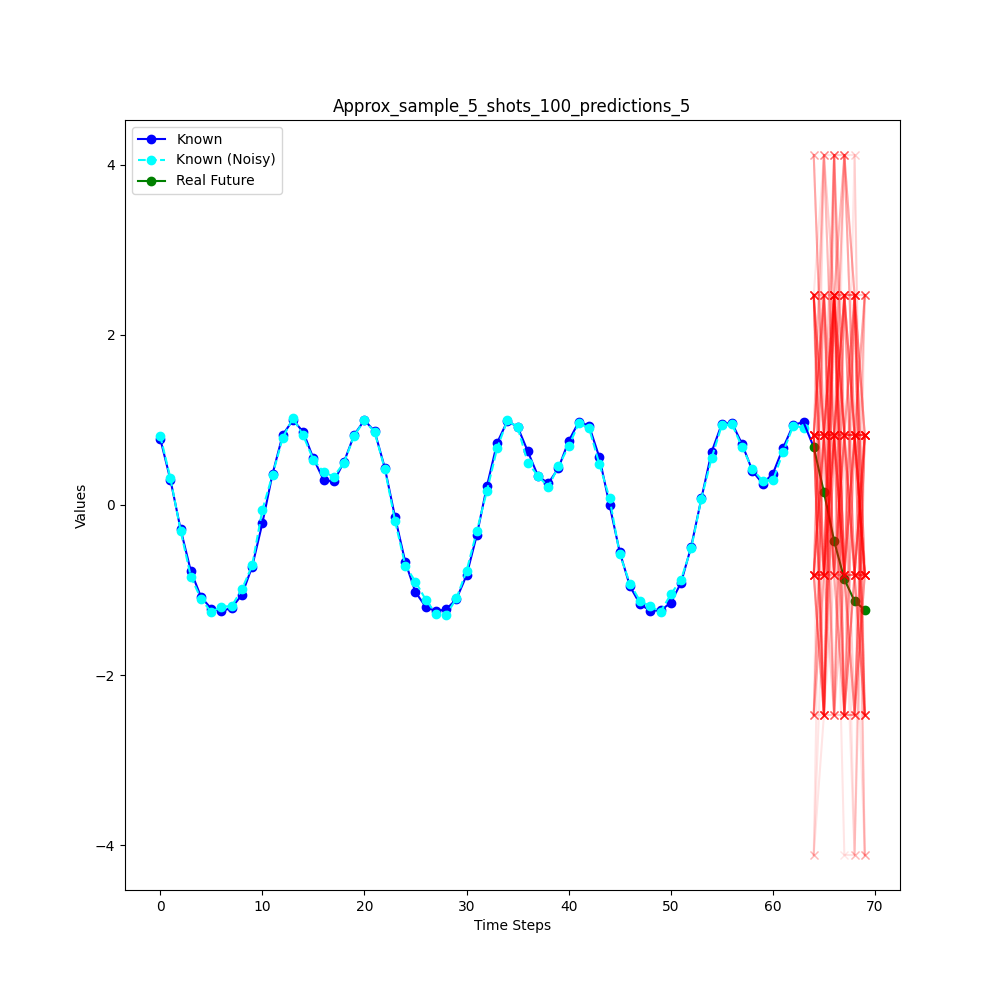 Approx_sample_5_shots_100_predictions_5
Known
Known (Noisy)
Real Future
4
2
0
−2
−4
Values
0 10 20 30 40 50 60 70
Time Steps